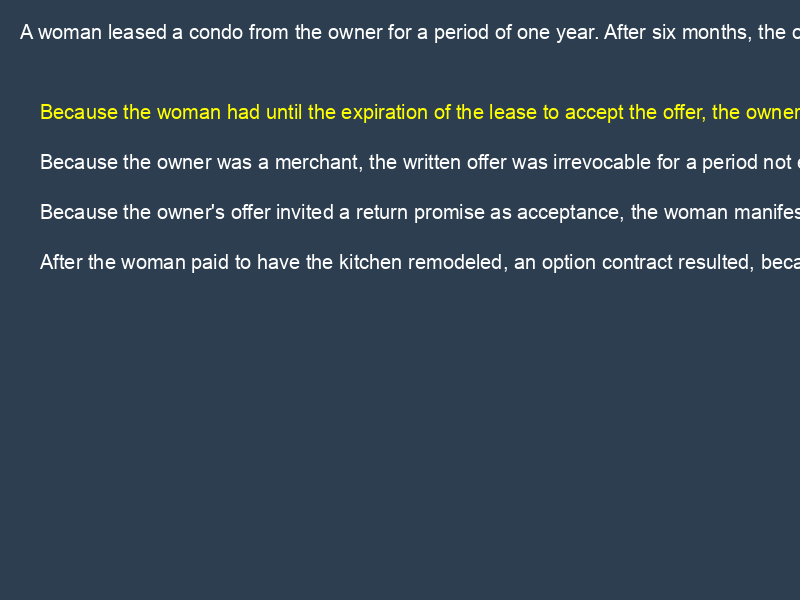 A woman leased a condo from the owner for a period of one year. After six months, the
Because the woman had until the expiration of the lease to accept the offer, the owner
Because the owner was a merchant, the written offer was irrevocable for a period not
Because the owner's offer invited a return promise as acceptance, the woman
After the woman paid to have the kitchen remodeled, an option contract resulted,